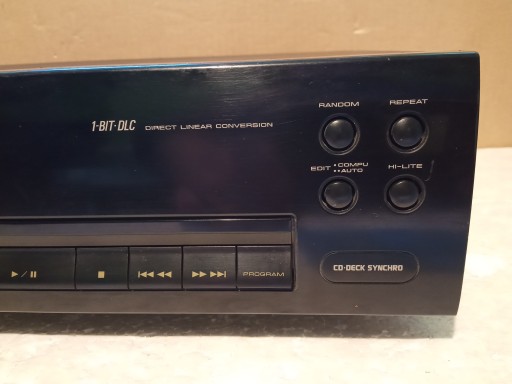 RANDOM REPEAT
1-BIT·DLC DIRECT LINEAR CONVERSION
EDIT •COMPU
••AUTO
HI-LITE
CD-DECK SYNCHRO
PROGRAM